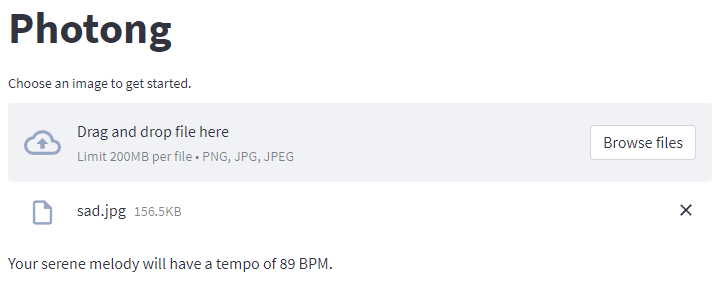 Photong
Choose an image to get started.
Drag and drop file here
Limit 200MB per file • PNG, JPG, JPEG
Browse files
sad.jpg 156.5KB
Your serene melody will have a tempo of 89 BPM.